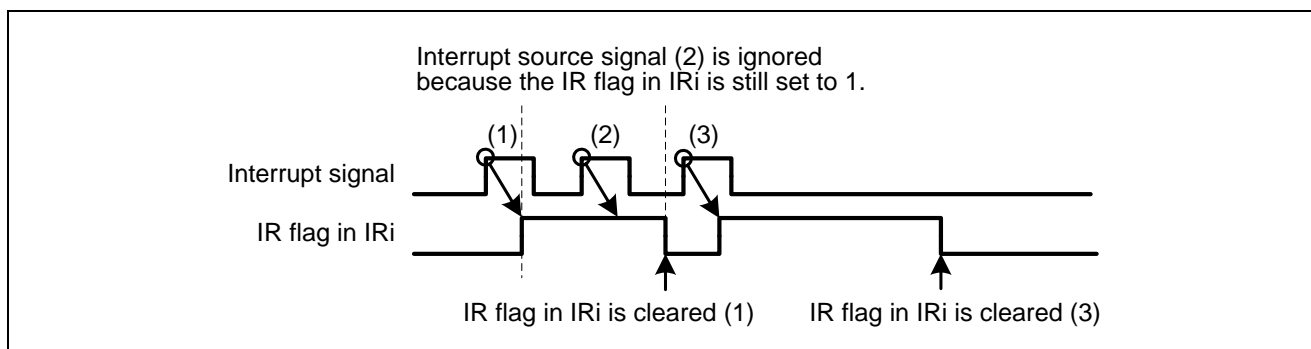 Interrupt source signal (2) is ignored
because the IR flag in IRi is still set to 1.
(1) (2) (3)
Interrupt signal
IR flag in IRi
IR flag in IRi is cleared (1) IR flag in IRi is cleared (3)